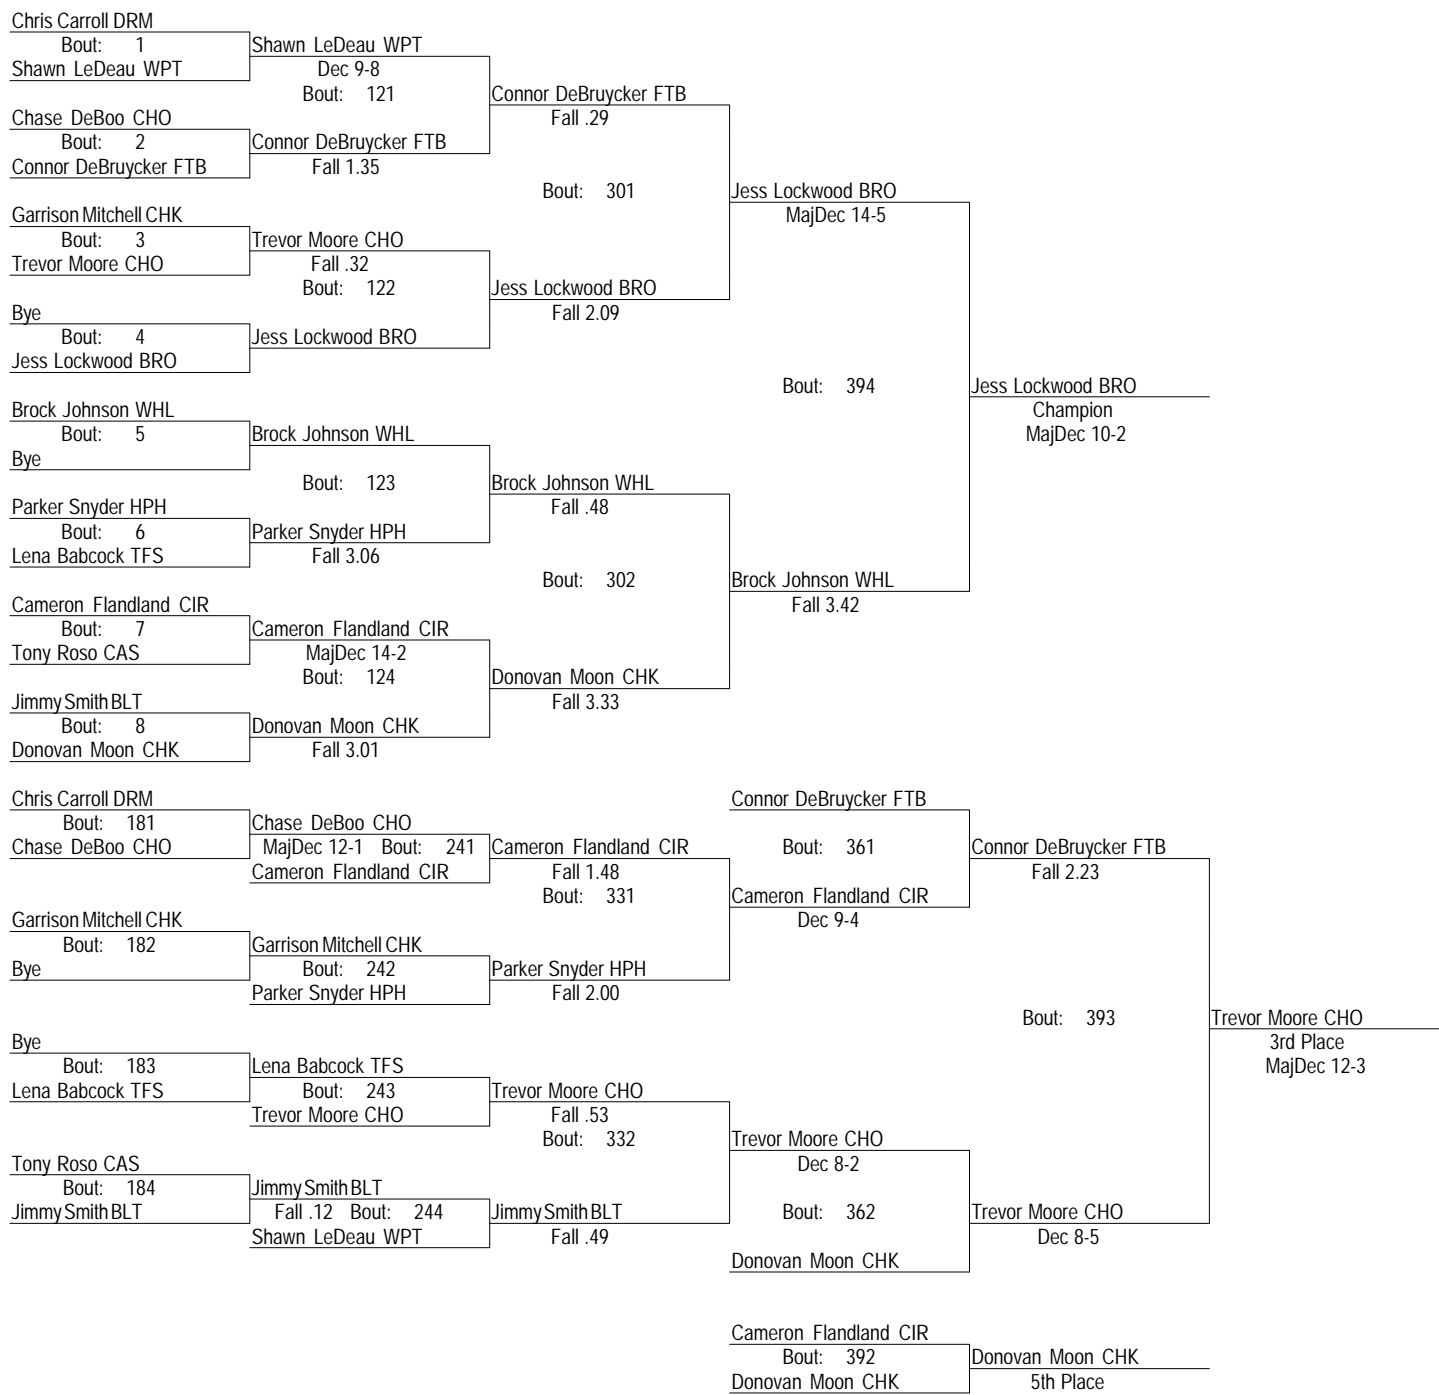 Chris Carroll DRM
Bout: 1
Shawn LeDeau WPT
Shawn LeDeau WPT
Dec 9-8
Bout: 121
Chase DeBoo CHO
Bout: 2
Connor DeBruycker FTB
Connor DeBruycker FTB
Fall 1.35
Connor DeBruycker FTB
Fall .29
Bout: 301
Garrison Mitchell CHK
Bout: 3
Trevor Moore CHO
Trevor Moore CHO
Fall .32
Bout: 122
Bye
Bout: 4
Jess Lockwood BRO
Jess Lockwood BRO
Jess Lockwood BRO
Fall 2.09
Jess Lockwood BRO
MajDec 14-5
Bout: 394
Jess Lockwood BRO
Champion
MajDec 10-2
Brock Johnson WHL
Bout: 5
Bye
Brock Johnson WHL
Bout: 123
Parker Snyder HPH
Bout: 6
Lena Babcock TFS
Parker Snyder HPH
Fall 3.06
Brock Johnson WHL
Fall .48
Bout: 302
Brock Johnson WHL
Fall 3.42
Cameron Flandland CIR
Bout: 7
Tony Roso CAS
Cameron Flandland CIR
MajDec 14-2
Bout: 124
Jimmy Smith BLT
Bout: 8
Donovan Moon CHK
Donovan Moon CHK
Fall 3.01
Donovan Moon CHK
Fall 3.33
Chris Carroll DRM
Bout: 181
Chase DeBoo CHO
Chase DeBoo CHO
MajDec 12-1 Bout: 241
Cameron Flandland CIR
Cameron Flandland CIR
Fall 1.48
Bout: 331
Garrison Mitchell CHK
Bout: 182
Bye
Garrison Mitchell CHK
Bout: 242
Parker Snyder HPH
Parker Snyder HPH
Fall 2.00
Connor DeBruycker FTB
Bout: 361
Cameron Flandland CIR
Dec 9-4
Connor DeBruycker FTB
Fall 2.23
Bout: 393
Trevor Moore CHO
3rd Place
MajDec 12-3
Bye
Bout: 183
Lena Babcock TFS
Lena Babcock TFS
Bout: 243
Trevor Moore CHO
Trevor Moore CHO
Fall .53
Bout: 332
Tony Roso CAS
Bout: 184
Jimmy Smith BLT
Jimmy Smith BLT
Fall .12 Bout: 244
Shawn LeDeau WPT
Jimmy Smith BLT
Fall .49
Trevor Moore CHO
Dec 8-2
Bout: 362
Donovan Moon CHK
Trevor Moore CHO
Dec 8-5
Cameron Flandland CIR
Bout: 392
Donovan Moon CHK
Donovan Moon CHK
5th Place